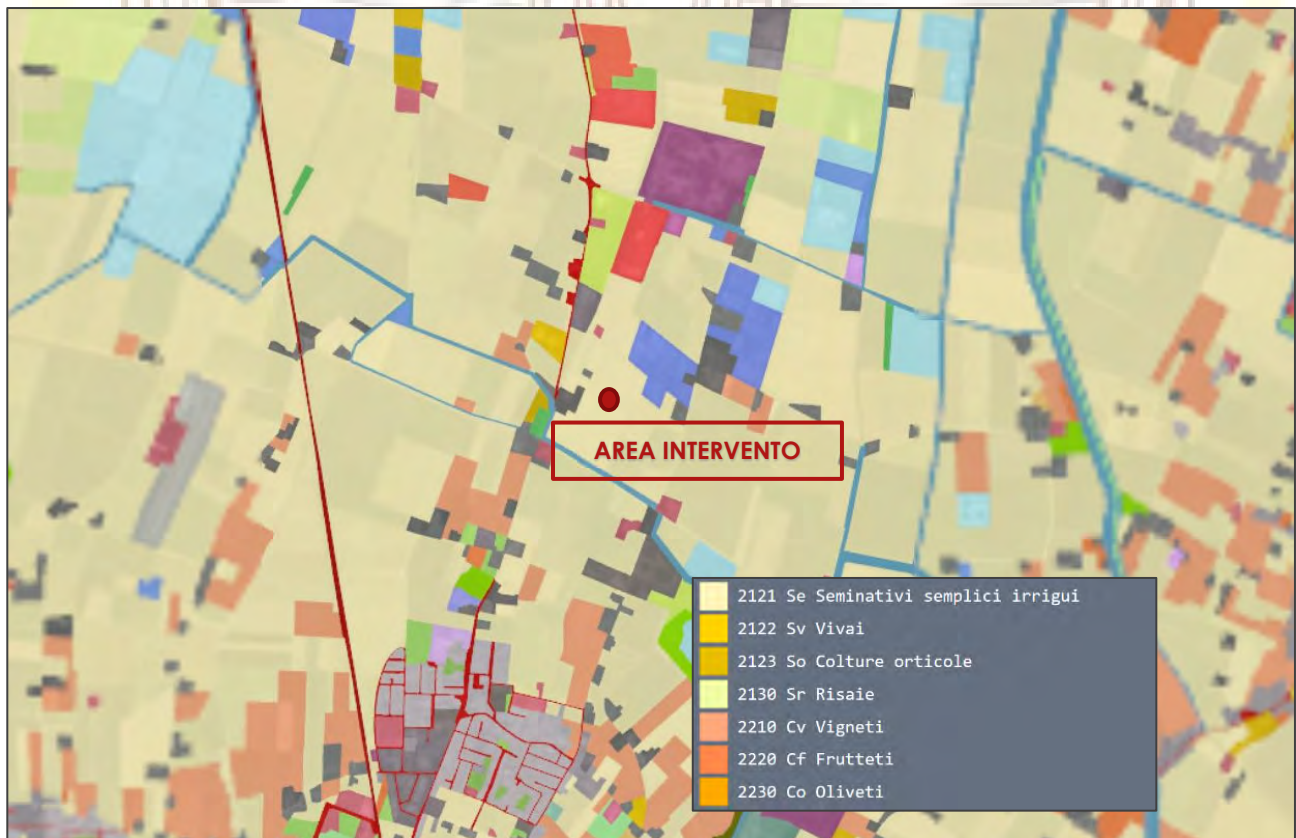 AREA INTERVENTO
2121 Se Seminativi semplici irrigui
2122 Sv Vivai
2123 So Colture orticole
2130 Sr Risaie
2210 Cv Vigneti
2220 Cf Frutteti
2230 Co Oliveti